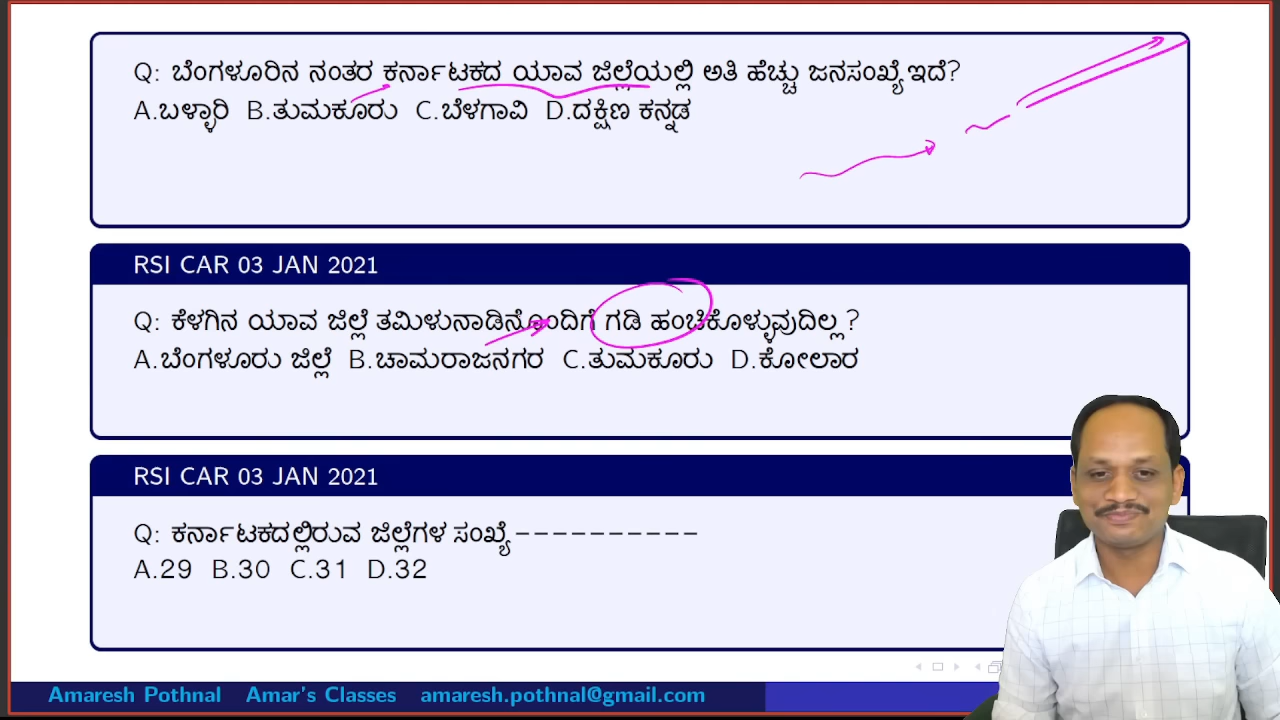 Q: ಬೆಂಗಳೂರಿನ ನಂತರ ಕರ್ನಾಟಕದ ಯಾವ ಜಿಲ್ಲೆಯಲ್ಲಿ ಅತಿ ಹೆಚ್ಚು ಜನಸಂಖ್ಯೆ ಇದೆ?
A.ಬಳ್ಳಾರಿ B.ತುಮಕೂರು C.ಬೆಳಗಾವಿ D.ದಕ್ಷಿಣ ಕನ್ನಡ
RSI CAR 03 JAN 2021
Q: ಕೆಳಗಿನ ಯಾವ ಜಿಲ್ಲೆ ತಮಿಳುನಾಡಿನೊಂದಿಗೆ ಗಡಿ ಹಂಚಿಕೊಳ್ಳುವುದಿಲ್ಲ ?
A.ಬೆಂಗಳೂರು ಜಿಲ್ಲೆ B.ಚಾಮರಾಜನಗರ C.ತುಮಕೂರು D.ಕೋಲಾರ
RSI CAR 03 JAN 2021
Q: ಕರ್ನಾಟಕದಲ್ಲಿರುವ ಜಿಲ್ಲೆಗಳ ಸಂಖ್ಯೆ ----------
A.29 B.30 C.31 D.32
Amaresh Pothnal Amar's Classes amaresh.pothnal@gmail.com